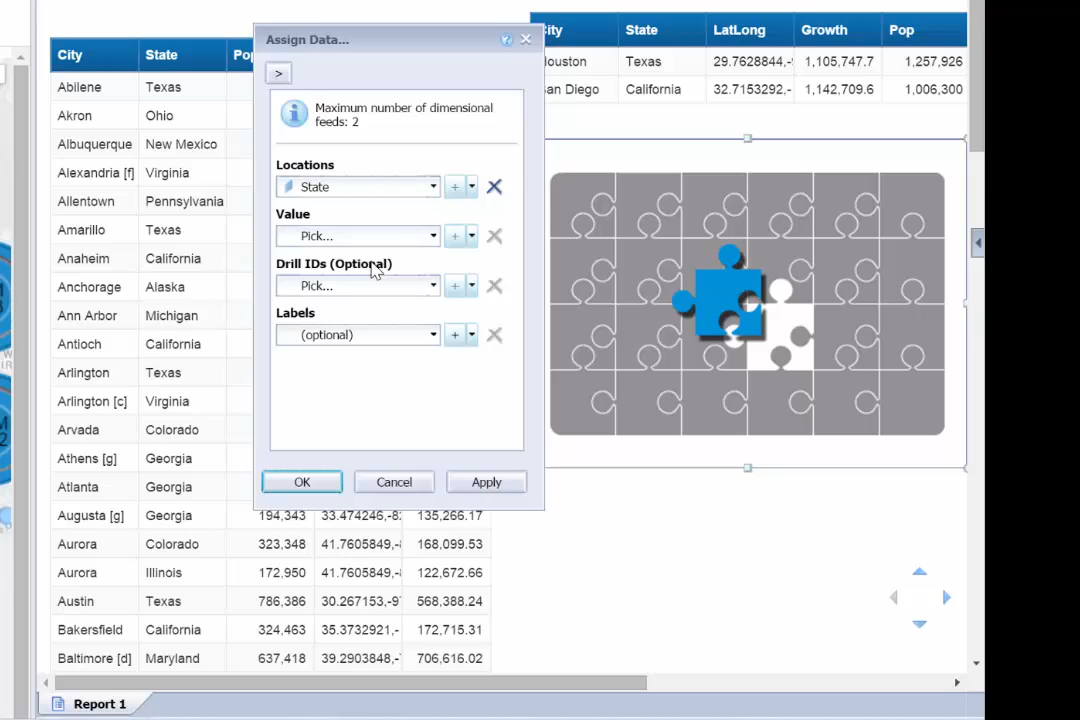 City State Pop
Abilene Texas
Akron Ohio
Albuquerque New Mexico
Alexandria [f] Virginia
Allentown Pennsylvania
Amarillo Texas
Anaheim California
Anchorage Alaska
Ann Arbor Michigan
Antioch California
Arlington Texas
Arlington [c] Virginia
Arvada Colorado
Athens [g] Georgia
Atlanta Georgia
Augusta [g] Georgia 194,343 33.474246,-8 135,266.17
Aurora Colorado 323,348 41.7605849,- 168,099.53
Aurora Illinois 172,950 41.7605849,- 122,672.66
Austin Texas 786,386 30.267153,-9 568,388.24
Bakersfield California 324,463 35.3732921,- 172,715.31
Baltimore [d] Maryland 637,418 39.2903848,- 706,616.02
Report 1
Assign Data...
>
Maximum number of dimensional
feeds: 2
Locations
State
Value
Pick...
Drill IDs (Optional)
Pick...
Labels
(optional)
OK Cancel Apply
City State LatLong Growth Pop
Houston Texas 29.7628844,- 1,105,747.7 1,257,926
San Diego California 32.7153292,- 1,142,709.6 1,006,300